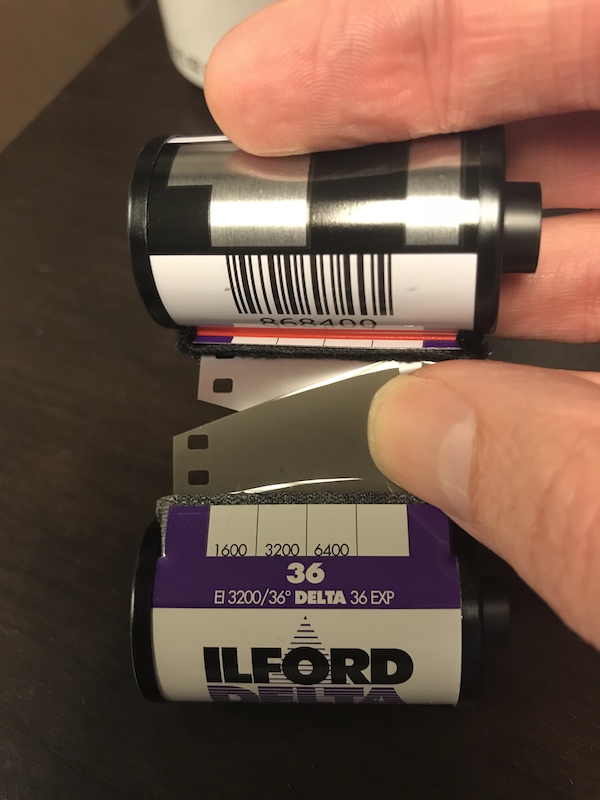 868400
1600 3200 6400
36
EI 3200/36° DELTA 36 EXP
ILFORD
DELTA